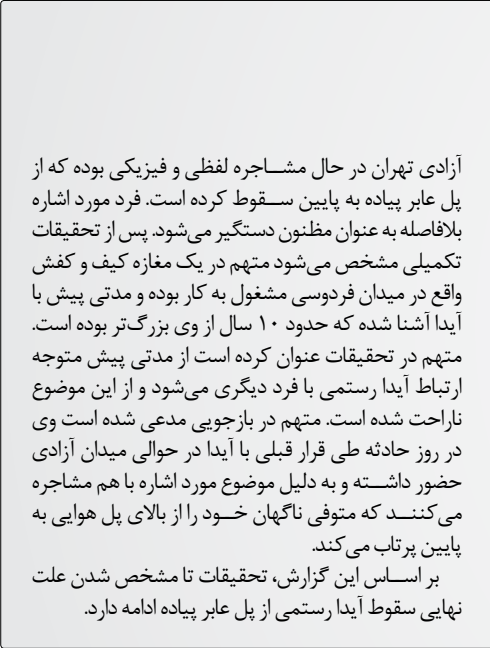 آزادی تهران در حال مشاجره لفظی و فیزیکی بوده که از
پل عابر پیاده به پایین سقوط کرده است. فرد مورد اشاره
بلافاصله به عنوان مظنون دستگیر می‌شود. پس از تحقیقات
تکمیلی مشخص می‌شود متهم در یک مغازه کیف و کفش
واقع در میدان فردوسی مشغول به کار بوده و مدتی پیش با
آیدا آشنا شده که حدود ۱۰ سال از وی بزرگ‌تر بوده است.
متهم در تحقیقات عنوان کرده است از مدتی پیش متوجه
ارتباط آیدا رستمی با فرد دیگری می‌شود و از این موضوع
ناراحت شده است. متهم در بازجویی مدعی شده است وی
در روز حادثه طی قرار قبلی با آیدا در حوالی میدان آزادی
حضور داشته و به دلیل موضوع مورد اشاره با هم مشاجره
می‌کنند که متوفی ناگهان خود را از بالای پل هوایی به
پایین پرتاب می‌کند.
بر اساس این گزارش، تحقیقات تا مشخص شدن علت
نهایی سقوط آیدا رستمی از پل عابر پیاده ادامه دارد.